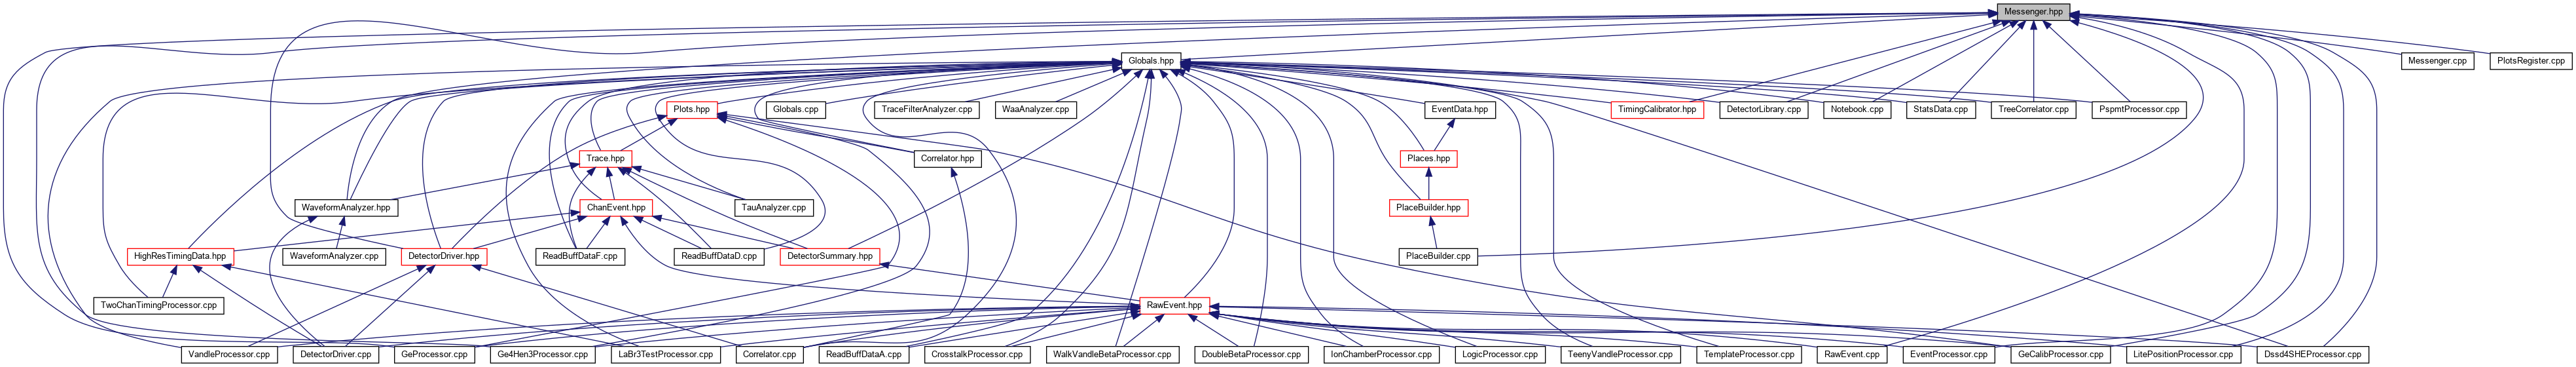 Messenger.hpp
Globals.hpp
Messenger.cpp
PlotsRegister.cpp
Plots.hpp
Globals.cpp
TraceFilterAnalyzer.cpp
WaaAnalyzer.cpp
EventData.hpp
TimingCalibrator.hpp
DetectorLibrary.cpp
Notebook.cpp
StatsData.cpp
TreeCorrelator.cpp
PspmtProcessor.cpp
Trace.hpp
Correlator.hpp
Places.hpp
WaveformAnalyzer.hpp
ChanEvent.hpp
TauAnalyzer.cpp
PlaceBuilder.hpp
HighResTimingData.hpp
WaveformAnalyzer.cpp
DetectorDriver.hpp
ReadBuffDataF.cpp
ReadBuffDataD.cpp
DetectorSummary.hpp
PlaceBuilder.cpp
TwoChanTimingProcessor.cpp
RawEvent.hpp
VandleProcessor.cpp
DetectorDriver.cpp
GeProcessor.cpp
Ge4Hen3Processor.cpp
LaBr3TestProcessor.cpp
Correlator.cpp
ReadBuffDataA.cpp
CrosstalkProcessor.cpp
WalkVandleBetaProcessor.cpp
DoubleBetaProcessor.cpp
IonChamberProcessor.cpp
LogicProcessor.cpp
TeenyVandleProcessor.cpp
TemplateProcessor.cpp
RawEvent.cpp
EventProcessor.cpp
GeCalibProcessor.cpp
LitePositionProcessor.cpp
Dssd4SHEProcessor.cpp